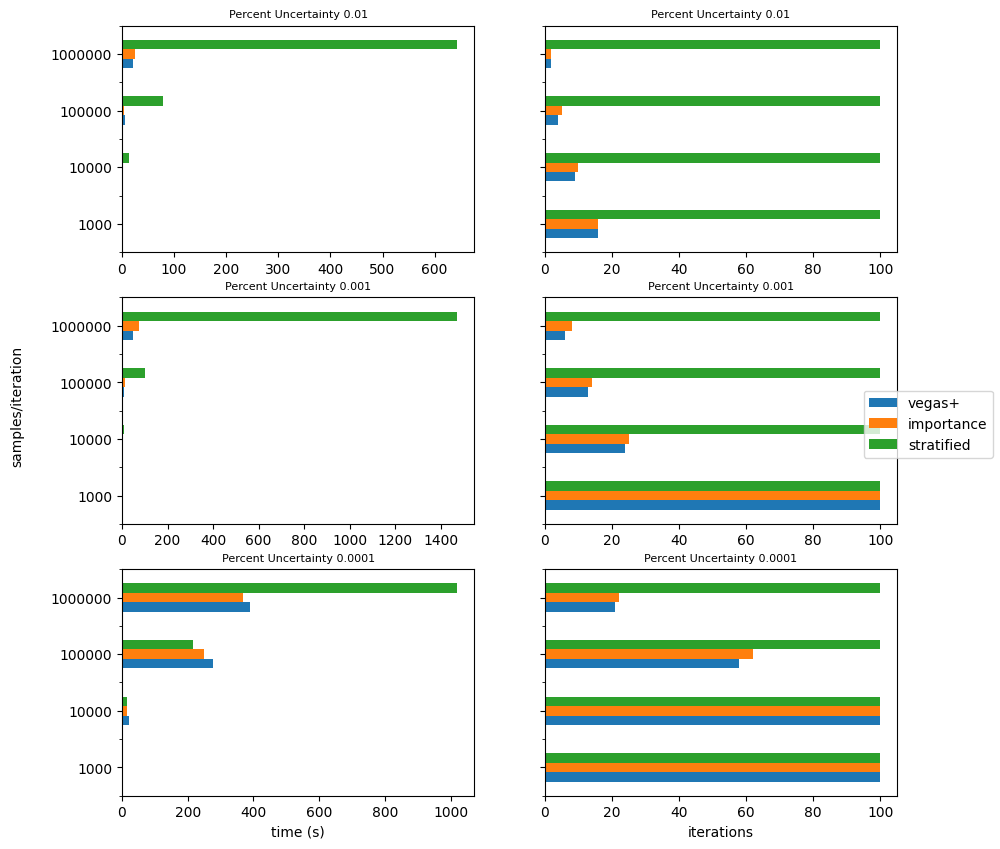 Percent Uncertainty 0.01
Percent Uncertainty 0.01
1000000
100000
10000
1000
0 100 200 300 400 500 600
0 20 40 60 80 100
Percent Uncertainty 0.001
Percent Uncertainty 0.001
samples/iteration
1000000
100000
10000
1000
0 200 400 600 800 1000 1200 1400
0 20 40 60 80 100
vegas+
importance
stratified
Percent Uncertainty 0.0001
Percent Uncertainty 0.0001
1000000
100000
10000
1000
0 200 400 600 800 1000
0 20 40 60 80 100
time (s)
iterations